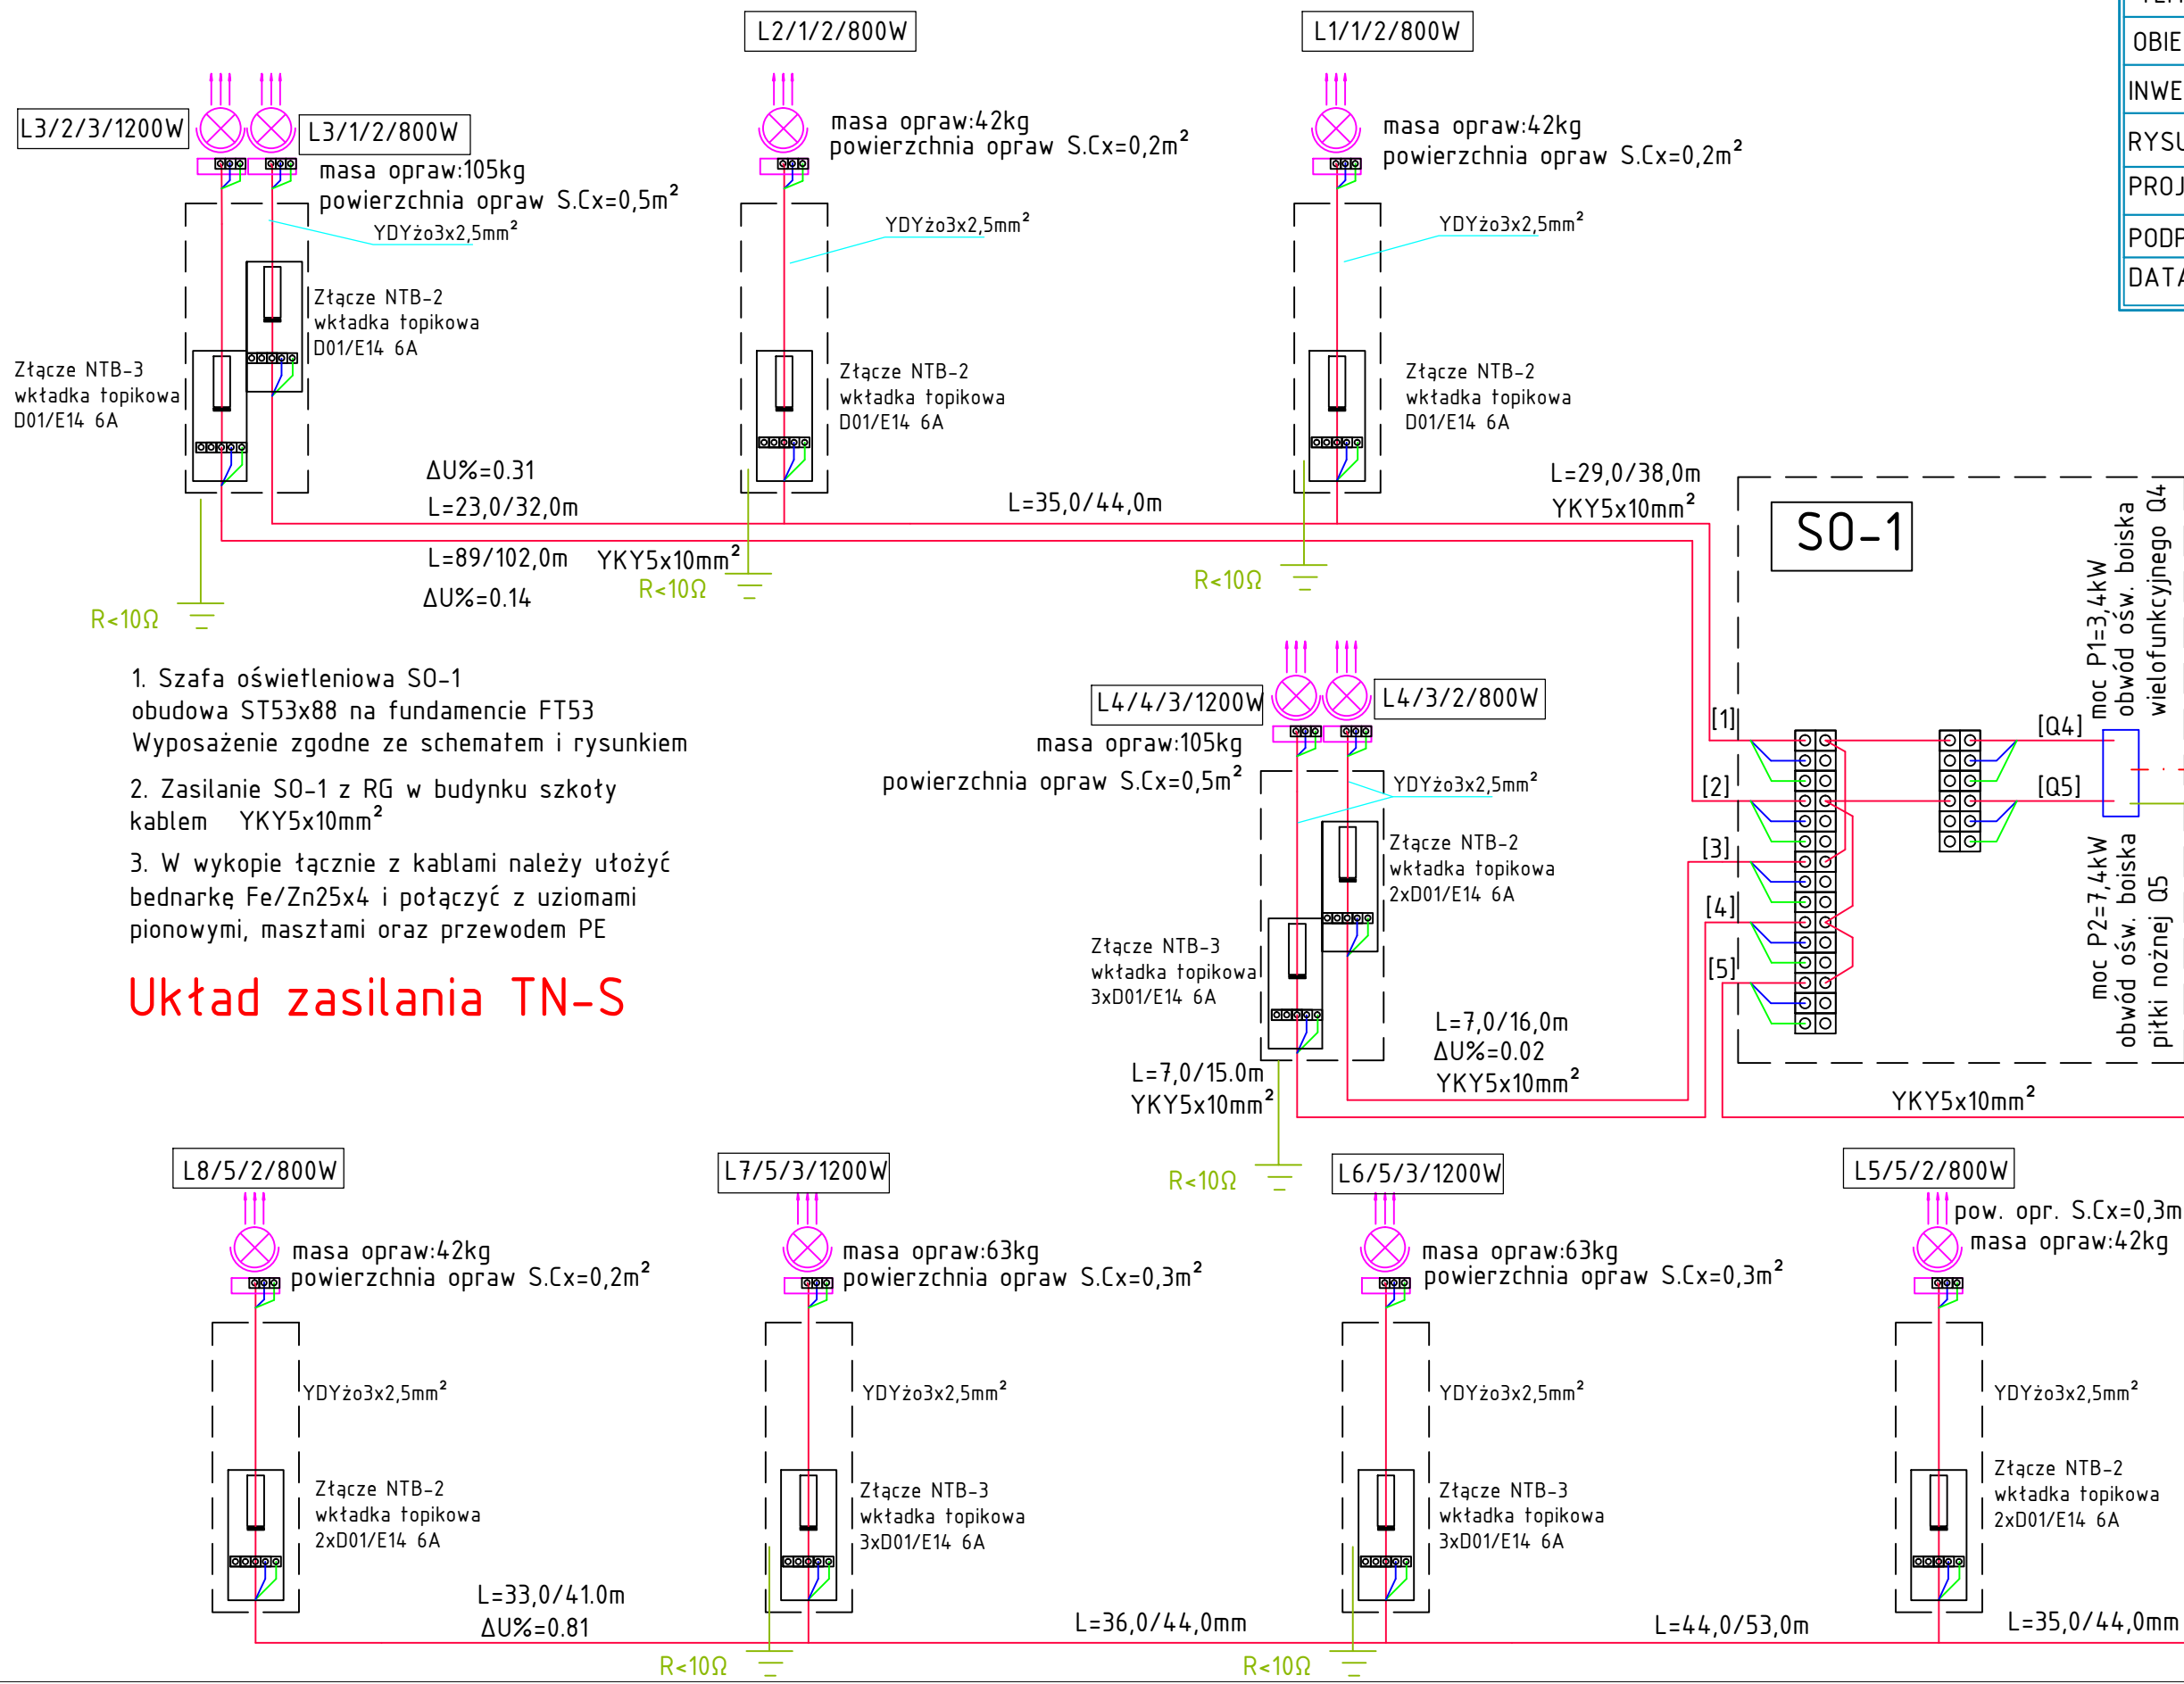 L2/1/2/800W
L1/1/2/800W
L3/2/3/1200W
L3/1/2/800W
masa opraw:105kg
powierzchnia opraw S.Cx=0,5m²
YDYżo3x2,5mm²
masa opraw:42kg
powierzchnia opraw S.Cx=0,2m²
YDYżo3x2,5mm²
masa opraw:42kg
powierzchnia opraw S.Cx=0,2m²
YDYżo3x2,5mm²
OBIE
INWE
RYSU
PROJ
PODP
DATA
Złącze NTB-2
wkładka topikowa
D01/E14 6A
Złącze NTB-3
wkładka topikowa
D01/E14 6A
Złącze NTB-2
wkładka topikowa
D01/E14 6A
Złącze NTB-2
wkładka topikowa
D01/E14 6A
ΔU%=0.31
L=23,0/32,0m
L=35,0/44,0m
L=29,0/38,0m
YKY5x10mm²
L=89/102,0m
YKY5x10mm²
ΔU%=0.14
R<10Ω
R<10Ω
R<10Ω
SO-1
moc P1=3,4kW
obwód ośw. boiska
wielofunkcyjnego Q4
[1]
[2]
[3]
[4]
[5]
[Q4]
[Q5]
moc P2=7,4kW
obwód ośw. boiska
piłki nożnej Q5
1. Szafa oświetleniowa SO-1
obudowa ST53x88 na fundamencie FT53
Wyposażenie zgodne ze schematem i rysunkiem
2. Zasilanie SO-1 z RG w budynku szkoły
kablem YKY5x10mm²
3. W wykopie łącznie z kablami należy ułożyć
bednarkę Fe/Zn25x4 i połączyć z uziomami
pionowymi, masztami oraz przewodem PE
Układ zasilania TN-S
L4/4/3/1200W
L4/3/2/800W
masa opraw:105kg
powierzchnia opraw S.Cx=0,5m²
YDYżo3x2,5mm²
Złącze NTB-2
wkładka topikowa
2xD01/E14 6A
Złącze NTB-3
wkładka topikowa
3xD01/E14 6A
L=7,0/16,0m
ΔU%=0.02
YKY5x10mm²
L=7,0/15.0m
YKY5x10mm²
R<10Ω
YKY5x10mm²
L8/5/2/800W
L7/5/3/1200W
L6/5/3/1200W
L5/5/2/800W
masa opraw:42kg
powierzchnia opraw S.Cx=0,2m²
masa opraw:63kg
powierzchnia opraw S.Cx=0,3m²
masa opraw:63kg
powierzchnia opraw S.Cx=0,3m²
pow. opr. S.Cx=0,3m
masa opraw:42kg
YDYżo3x2,5mm²
YDYżo3x2,5mm²
YDYżo3x2,5mm²
YDYżo3x2,5mm²
Złącze NTB-2
wkładka topikowa
2xD01/E14 6A
Złącze NTB-3
wkładka topikowa
3xD01/E14 6A
Złącze NTB-3
wkładka topikowa
3xD01/E14 6A
Złącze NTB-2
wkładka topikowa
2xD01/E14 6A
L=33,0/41.0m
ΔU%=0.81
L=36,0/44,0mm
L=44,0/53,0m
L=35,0/44,0mm
R<10Ω
R<10Ω